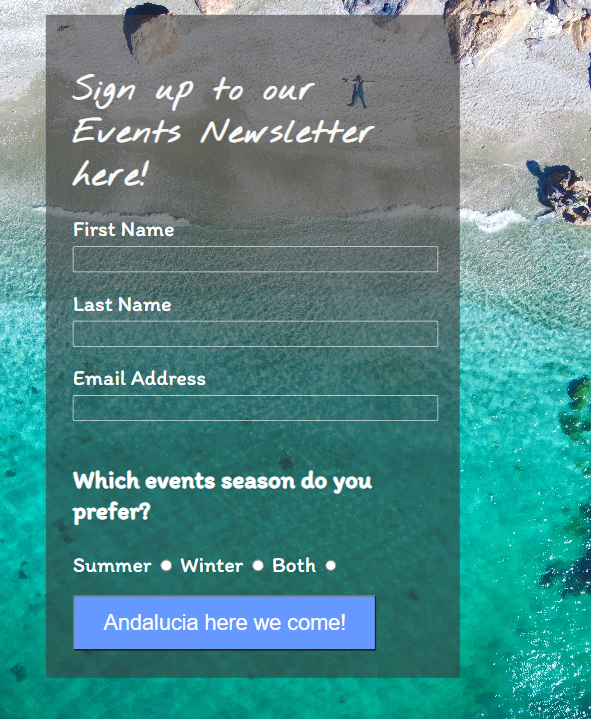 Sign up to our
Events Newsletter
here!
First Name
Last Name
Email Address
Which events season do you
prefer?
Summer Winter Both
Andalucia here we come!